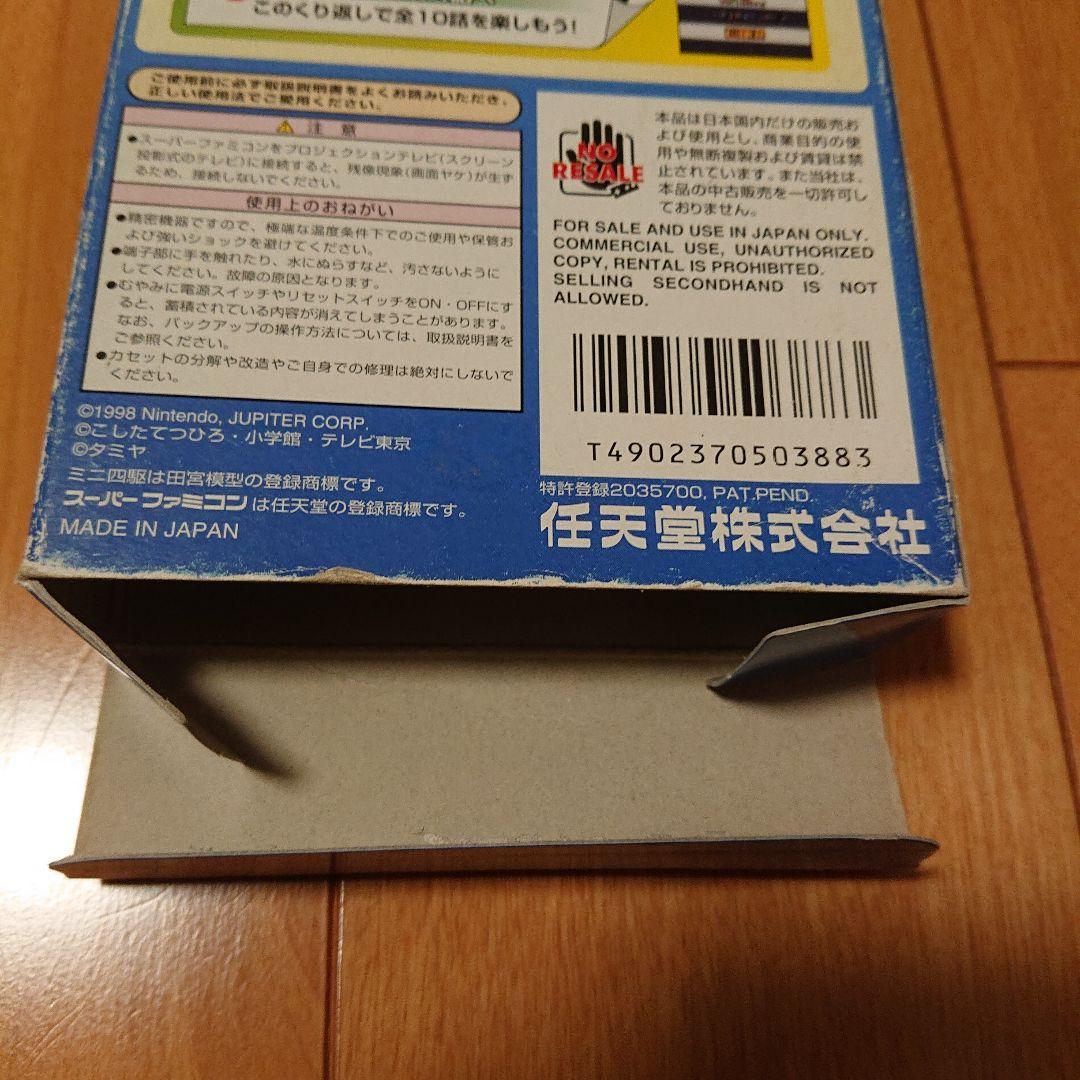 このくり返しで全10話を楽しもう!
ご使用前に必ず取扱説明書をよくお読みいただき、
正しい使用法でご愛用ください。
⚠ 注 意
●スーパーファミコンをプロジェクションテレビ(スクリーン
投影式のテレビ)に接続すると、残像現象(画面ヤケ)が生ず
るため、接続しないでください。
使用上のおねがい
●精密機器ですので、極端な温度条件下でのご使用や保管お
よび強いショックを避けてください。
●端子部に手を触れたり、水にぬらすなど、汚さないように
してください。故障の原因となります。
●むやみに電源スイッチやリセットスイッチをON・OFFにす
ると、蓄積されている内容が消えてしまうことがあります。
なお、バックアップの操作方法については、取扱説明書を
ご参照ください。
●カセットの分解や改造やご自身での修理は絶対にしないで
ください。
©1998 Nintendo, JUPITER CORP.
©こしたてつひろ・小学館・テレビ東京
©タミヤ
ミニ四駆は田宮模型の登録商標です。
スーパーファミコンは任天堂の登録商標です。
MADE IN JAPAN
NO
RESALE
本品は日本国内だけの販売お
よび使用とし、商業目的の使
用や無断複製および賃貸は禁
止されています。また当社は、
本品の中古販売を一切許可し
ておりません。
FOR SALE AND USE IN JAPAN ONLY.
COMMERCIAL USE, UNAUTHORIZED
COPY, RENTAL IS PROHIBITED.
SELLING SECONDHAND IS NOT
ALLOWED.
T4902370503883
特許登録2035700, PAT.PEND.
任天堂株式会社